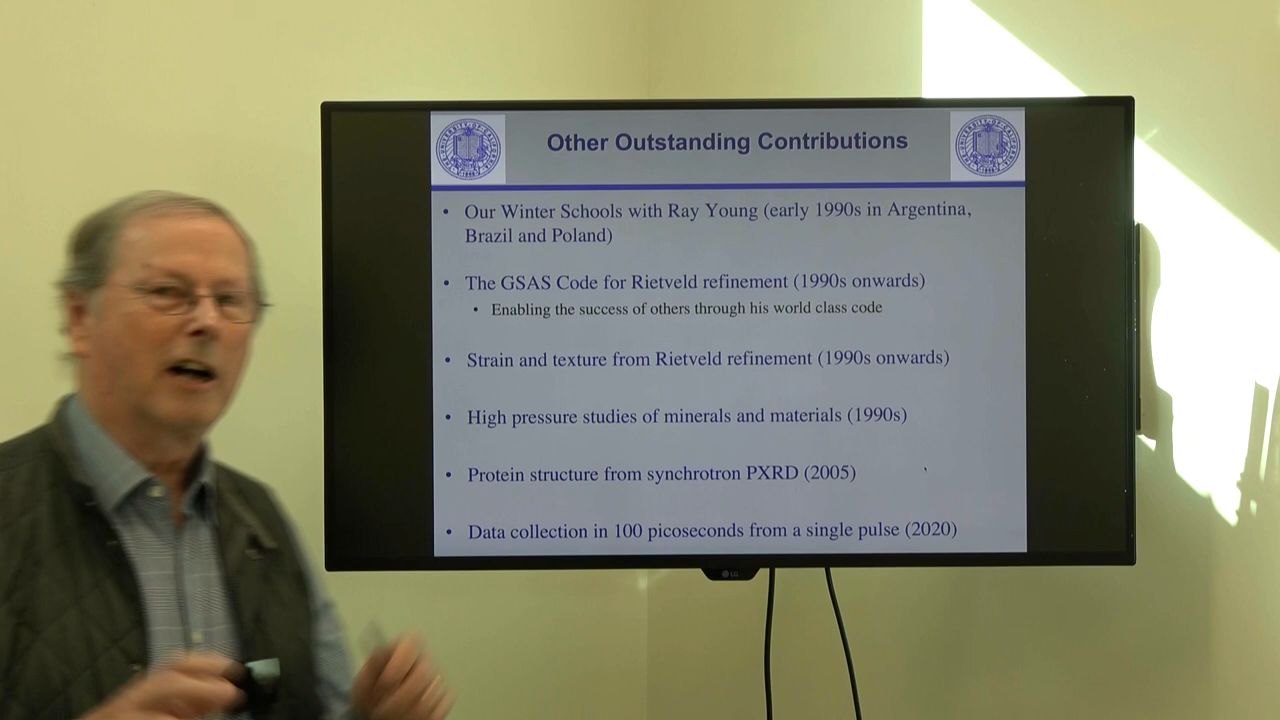 Other Outstanding Contributions
• Our Winter Schools with Ray Young (early 1990s in Argentina,
Brazil and Poland)
• The GSAS Code for Rietveld refinement (1990s onwards)
• Enabling the success of others through his world class code
• Strain and texture from Rietveld refinement (1990s onwards)
• High pressure studies of minerals and materials (1990s)
• Protein structure from synchrotron PXRD (2005)
• Data collection in 100 picoseconds from a single pulse (2020)
LG